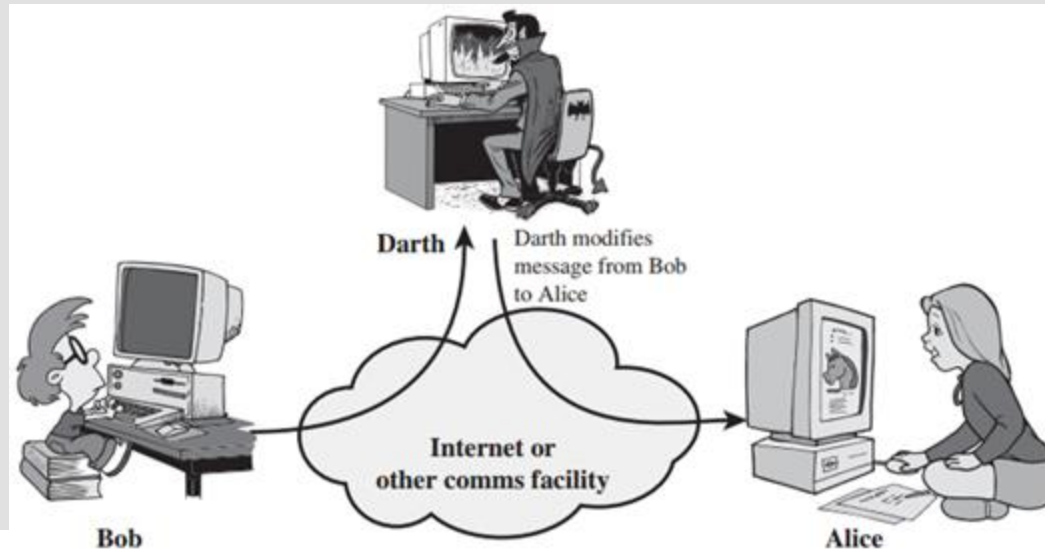 Darth
Darth modifies
message from Bob
to Alice
Internet or
other comms facility
Bob
Alice